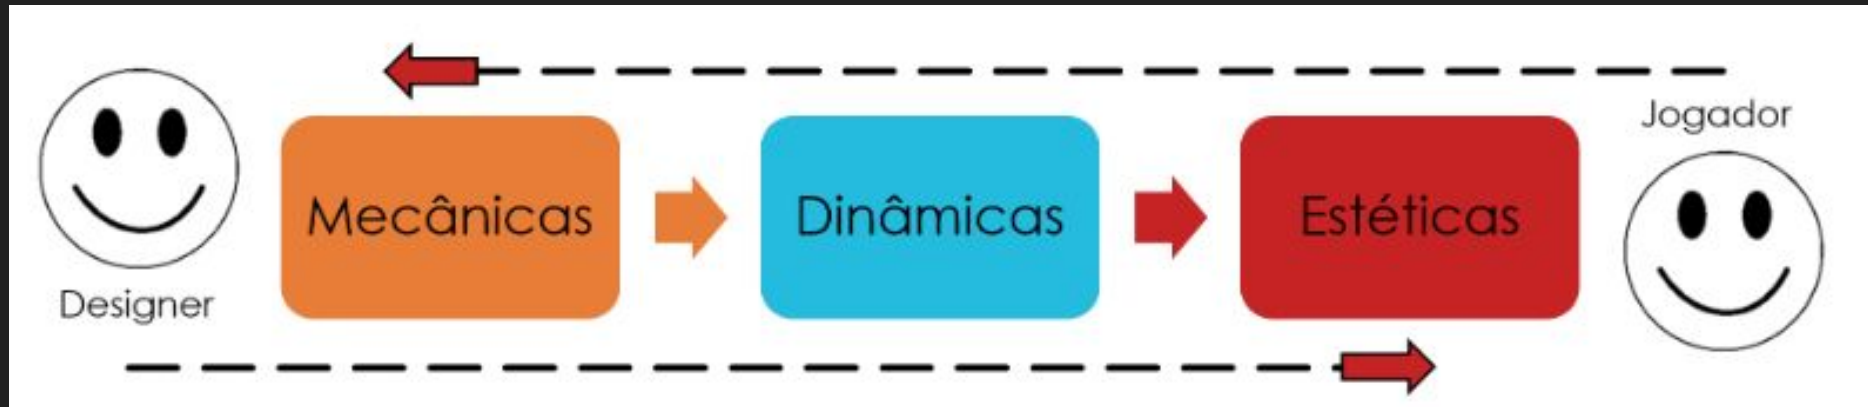 Jogador
Mecânicas
Dinâmicas
Estéticas
Designer